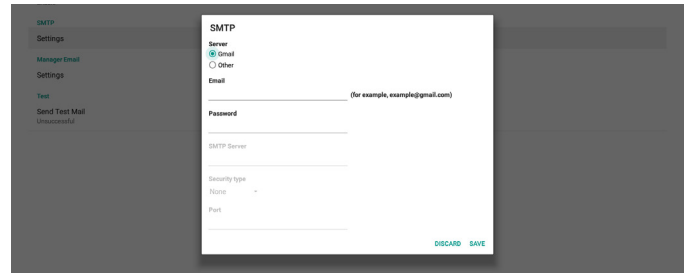 SMTP
Settings
Manager Email
Settings
Test
Send Test Mail
Unsuccessful
SMTP
Server
Gmail
Other
Email
(for example, example@gmail.com)
Password
SMTP Server
Security type
None
Port
DISCARD SAVE